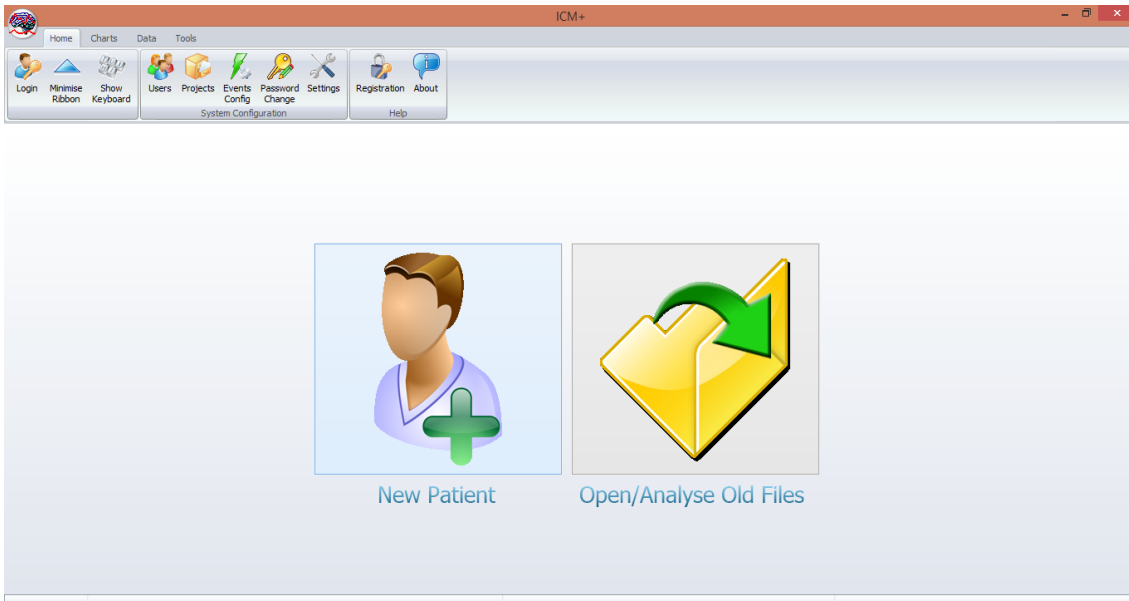 ICM+
Home Charts Data Tools
Login Minimise Ribbon Show Keyboard Users Projects Events Config Password Change Settings Registration About
System Configuration Help
New Patient Open/Analyse Old Files